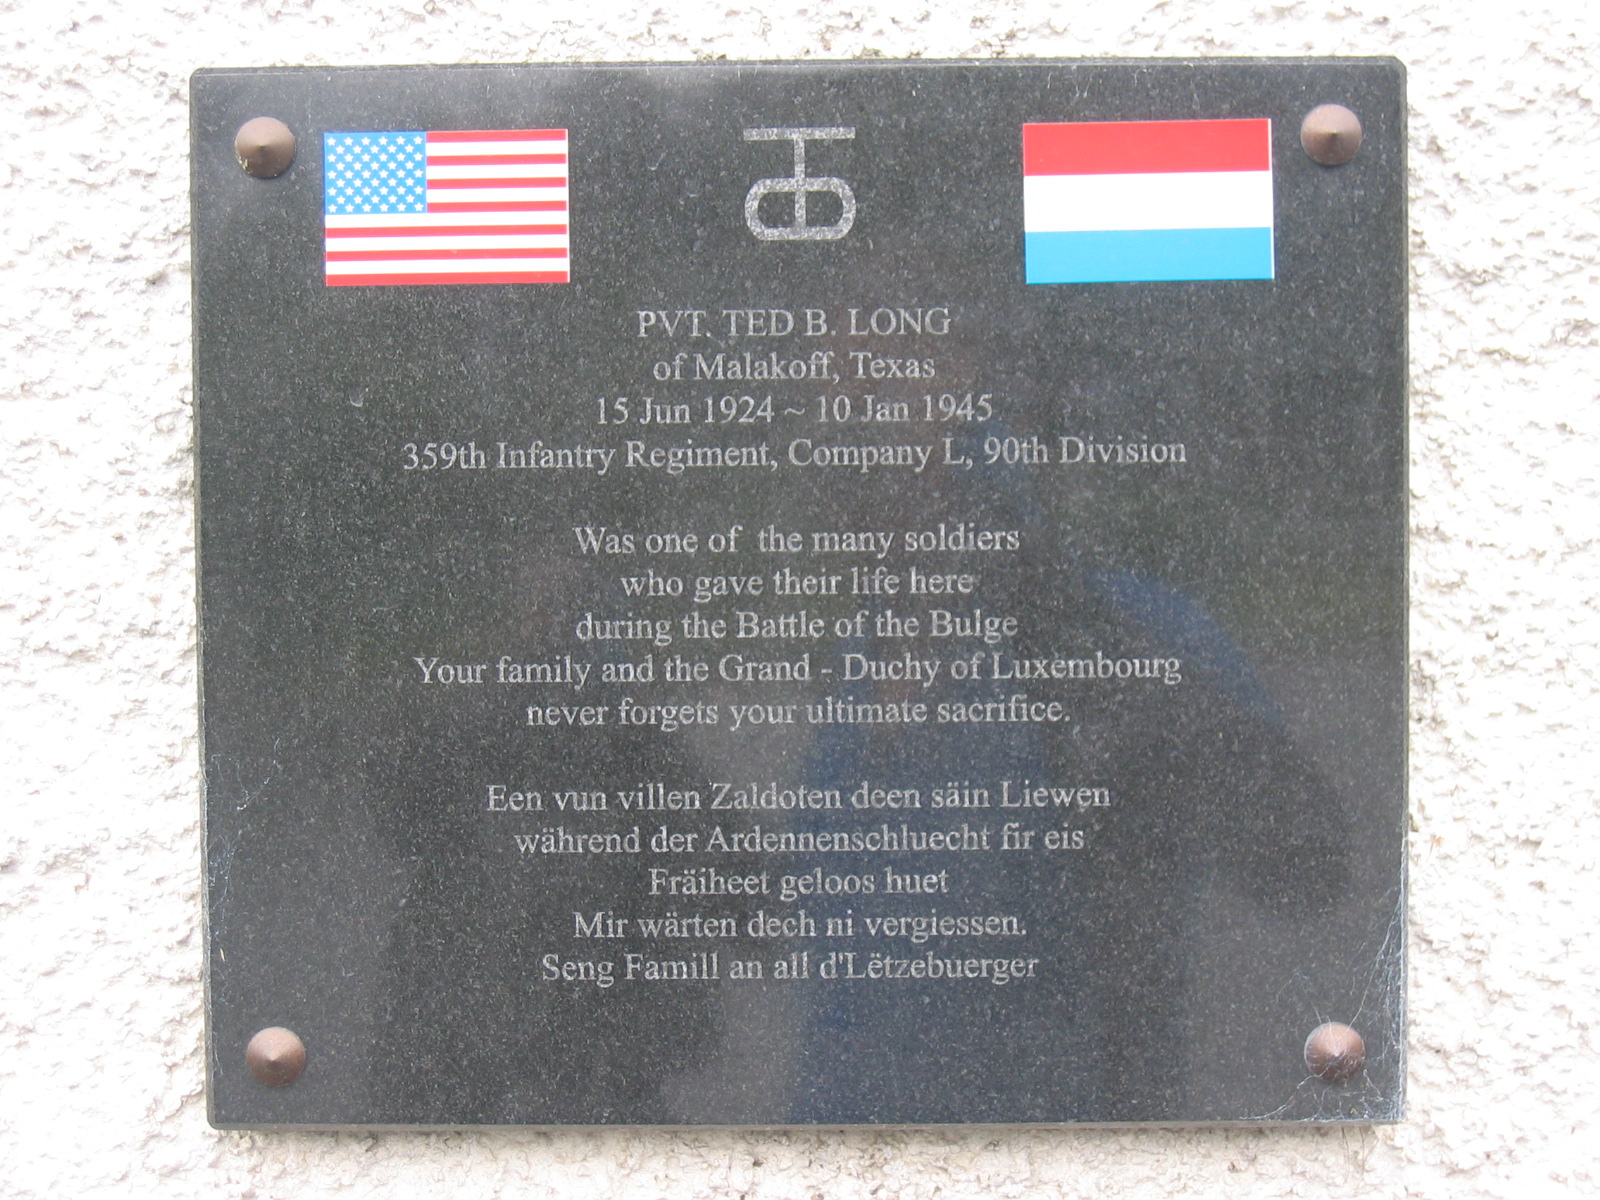 PVT. TED B. LONG
of Malakoff, Texas
15 Jun 1924 ~ 10 Jan 1945
359th Infantry Regiment, Company L, 90th Division
Was one of the many soldiers
who gave their life here
during the Battle of the Bulge
Your family and the Grand - Duchy of Luxembourg
never forgets your ultimate sacrifice.
Een vun villen Zaldoten deen säin Liewen
während der Ardennenschluecht fir eis
Fräiheet geloos huet
Mir wärten dech ni vergiessen.
Seng Famill an all d'Lëtzebuerger